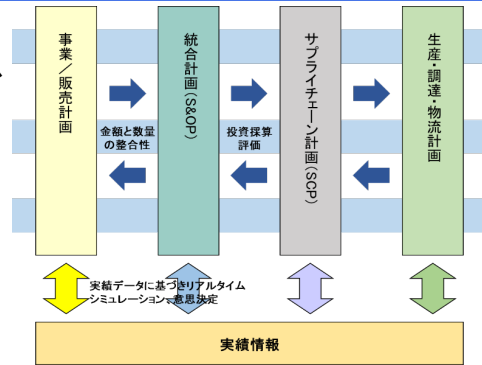 事業／販売計画
統合計画(S&OP)
サプライチェーン計画(SCP)
生産・調達・物流計画
金額と数量
の整合性
投資採算
評価
実績データに基づきリアルタイム
シミュレーション、意思決定
実績情報